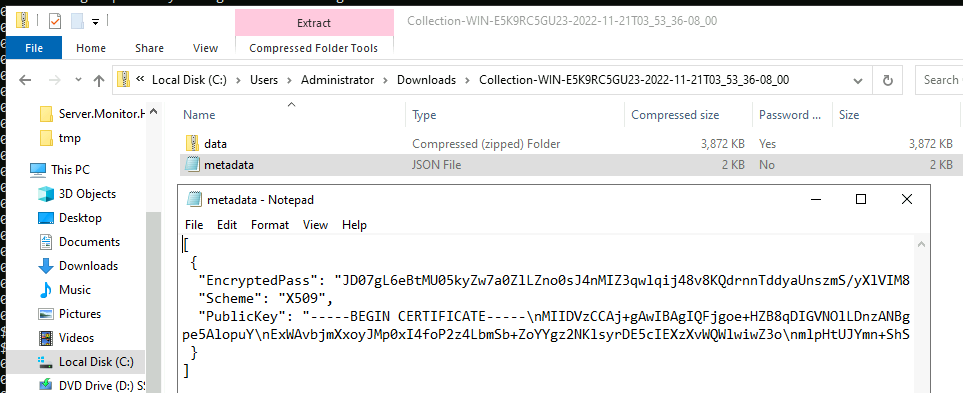 Extract
Collection-WIN-E5K9RC5GU23-2022-11-21T03_53_36-08_00
File Home Share View Compressed Folder Tools
« Local Disk (C:) > Users > Administrator > Downloads > Collection-WIN-E5K9RC5GU23-2022-11-21T03_53_36-08_00
Search
Server.Monitor.H
tmp
This PC
3D Objects
Desktop
Documents
Downloads
Music
Pictures
Videos
Local Disk (C:)
DVD Drive (D:) S
Name Type Compressed size Password ... Size
data Compressed (zipped) Folder 3,872 KB Yes 3,872 KB
metadata JSON File 2 KB No 2 KB
metadata - Notepad
File Edit Format View Help
[
{
"EncryptedPass": "JD07gL6eBtMU05kyZw7a0ZlLZno0sJ4nMIZ3qwlqij48v8KQdrnnTddyaUnszmS/yXlVIM8
"Scheme": "X509",
"PublicKey": "-----BEGIN CERTIFICATE-----\nMIIDVzCCAj+gAwIBAgIQFjgoe+HZB8qDIGVNOlLDnzANBg
pe5AlopuY\nExWAvbjmXxoyJMp0xI4foP2z4LbmSb+ZoYYgz2NKlsyrDE5cIEXzXvWQWlwiwZ3o\nmlpHtUJYmn+ShS
}
]